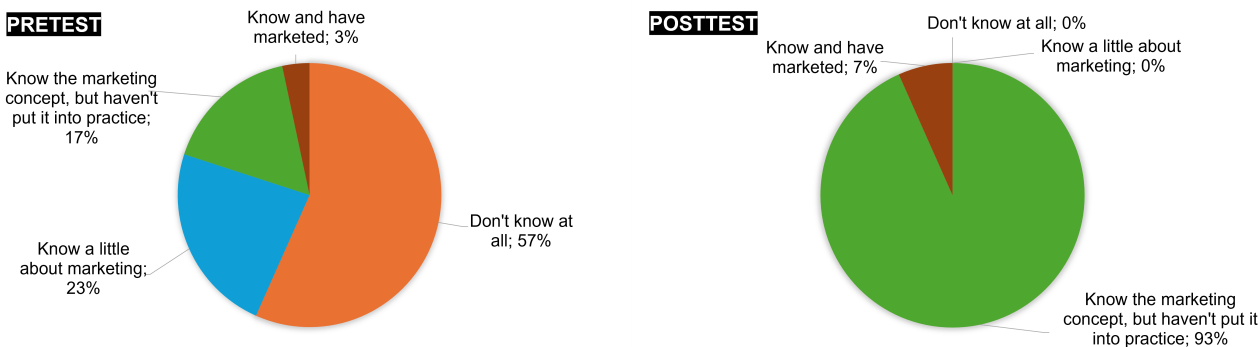 PRETEST
Know and have
marketed; 3%
Know the marketing
concept, but haven't
put it into practice;
17%
Don't know at
all; 57%
Know a little
about marketing;
23%
POSTTEST
Don't know at all; 0%
Know and have
marketed; 7%
Know a little about
marketing; 0%
Know the marketing
concept, but haven't put it
into practice; 93%